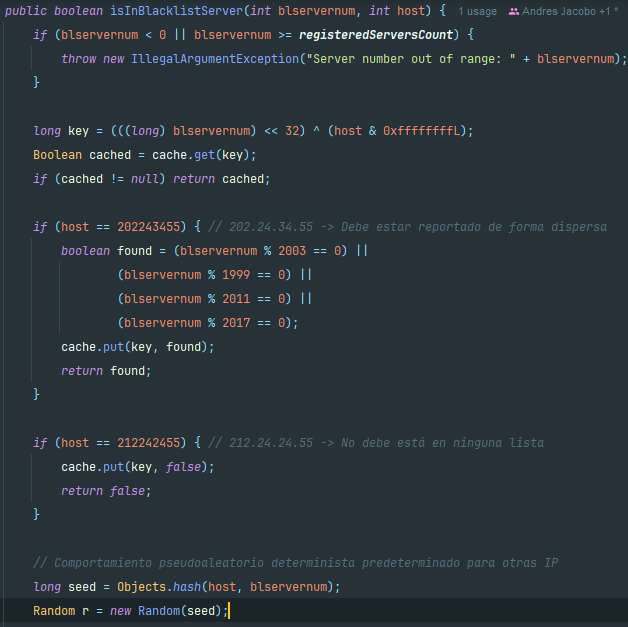 public boolean isInBlacklistServer(int blservernum, int host) { 1 usage Andres Jacobo +1 *
if (blservernum < 0 || blservernum >= registeredServersCount) {
throw new IllegalArgumentException("Server number out of range: " + blservernum);
}
long key = (((long) blservernum) << 32) ^ (host & 0xffffffffL);
Boolean cached = cache.get(key);
if (cached != null) return cached;
if (host == 202243455) { // 202.24.34.55 -> Debe estar reportado de forma dispersa
boolean found = (blservernum % 2003 == 0) ||
(blservernum % 1999 == 0) ||
(blservernum % 2011 == 0) ||
(blservernum % 2017 == 0);
cache.put(key, found);
return found;
}
if (host == 212242455) { // 212.24.24.55 -> No debe está en ninguna lista
cache.put(key, false);
return false;
}
// Comportamiento pseudoaleatorio determinista predeterminado para otras IP
long seed = Objects.hash(host, blservernum);
Random r = new Random(seed);